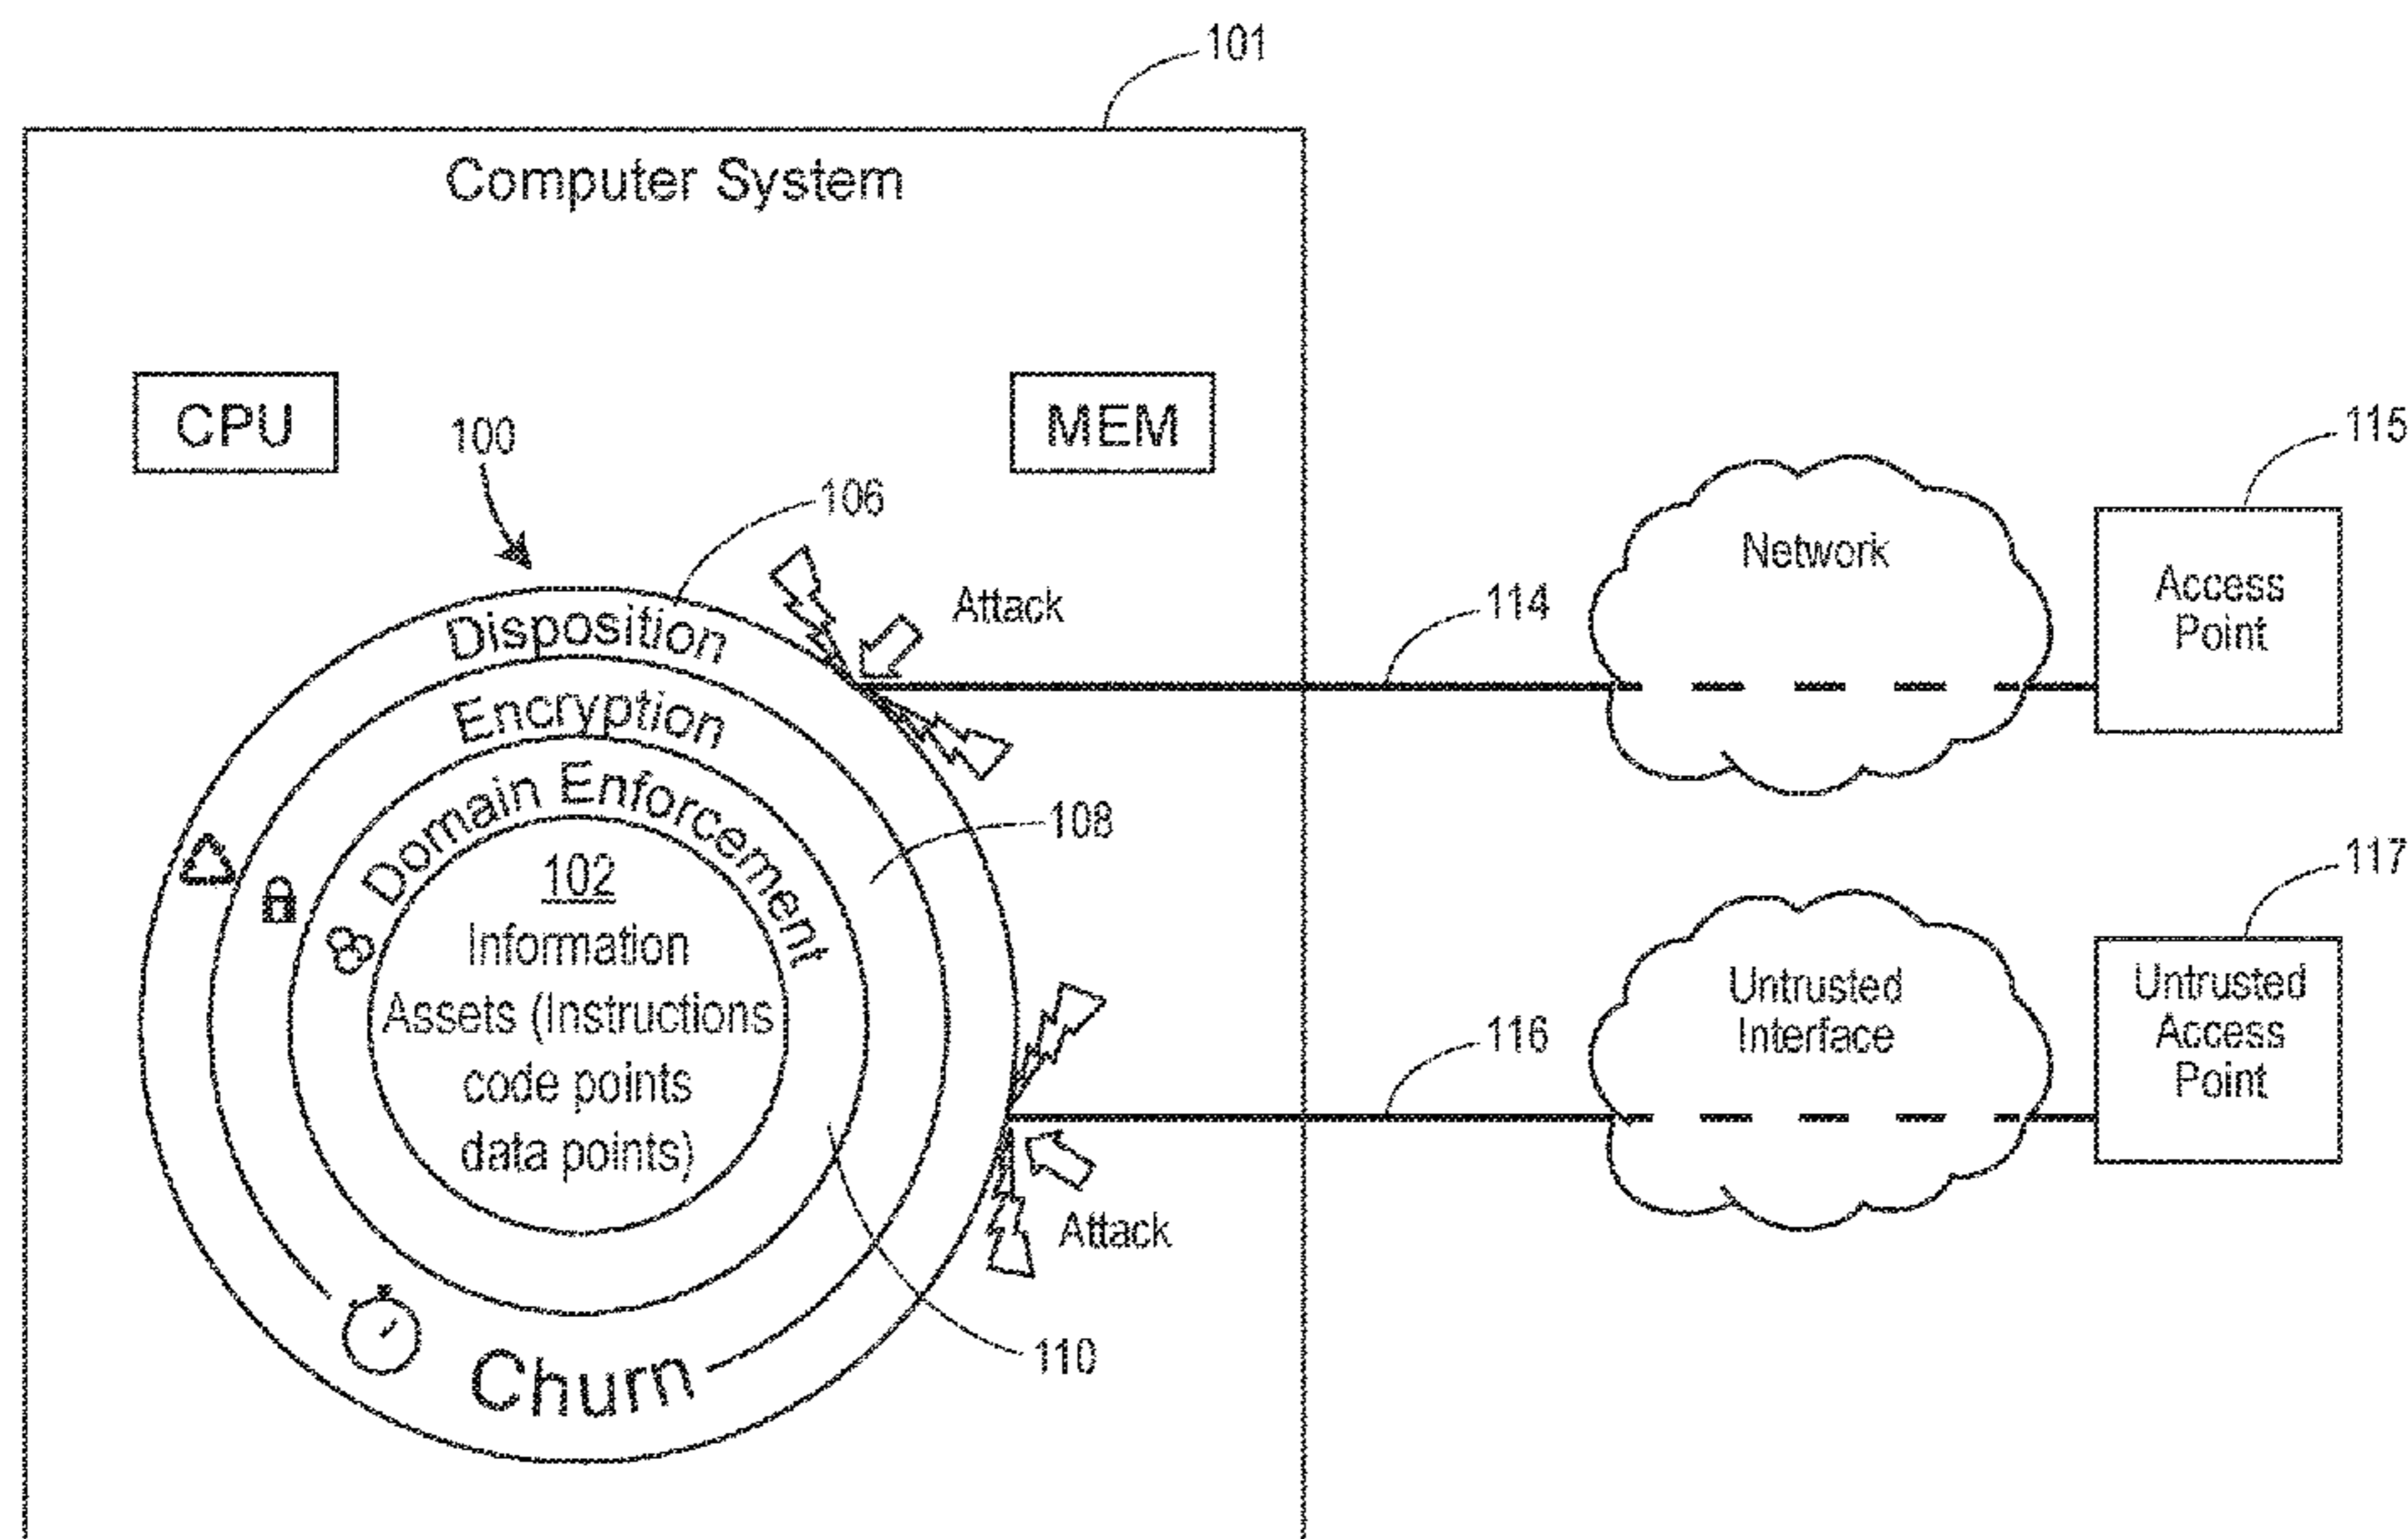 101
Computer System
CPU
MEM
100
106
115
Attack
Network
Access
Point
114
Disposition
Encryption
Domain Enforcement
108
102
Information
Assets (Instructions
code points
data points)
117
Untrusted
Interface
Untrusted
Access
Point
116
Attack
110
Churn